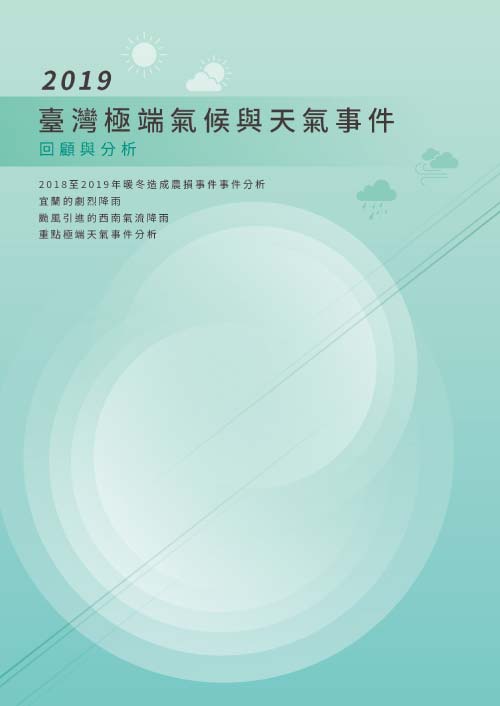 2019
臺灣極端氣候與天氣事件
回顧與分析
2018至2019年暖冬造成農損事件事件分析
宜蘭的劇烈降雨
颱風引進的西南氣流降雨
重點極端天氣事件分析